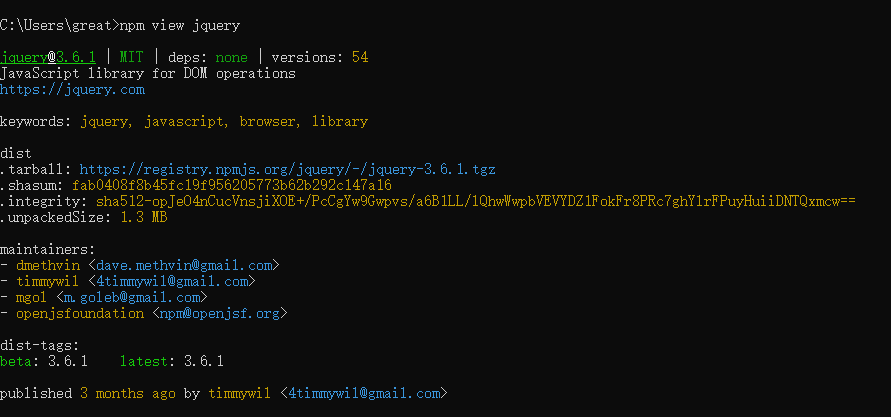 C:\Users\great>npm view jquery
jquery@3.6.1 | MIT | deps: none | versions: 54
JavaScript library for DOM operations
https://jquery.com
keywords: jquery, javascript, browser, library
dist
.tarball: https://registry.npmjs.org/jquery/-/jquery-3.6.1.tgz
.shasum: fab0408f8b45fc19f956205773b62b292c147a16
.integrity: sha512-opJeO4nCucVnsjiXOE+/PcCgYw9Gwpvs/a6B1LL/lQhwWwpbVEVYDZ1FokFr8PRc7ghYlrFPuyHuiiDNTQxmcw==
.unpackedSize: 1.3 MB
maintainers:
- dmethvin <dave.methvin@gmail.com>
- timmywil <4timmywil@gmail.com>
- mgol <m.goleb@gmail.com>
- openjsfoundation <npm@openjsf.org>
dist-tags:
beta: 3.6.1    latest: 3.6.1
published 3 months ago by timmywil <4timmywil@gmail.com>